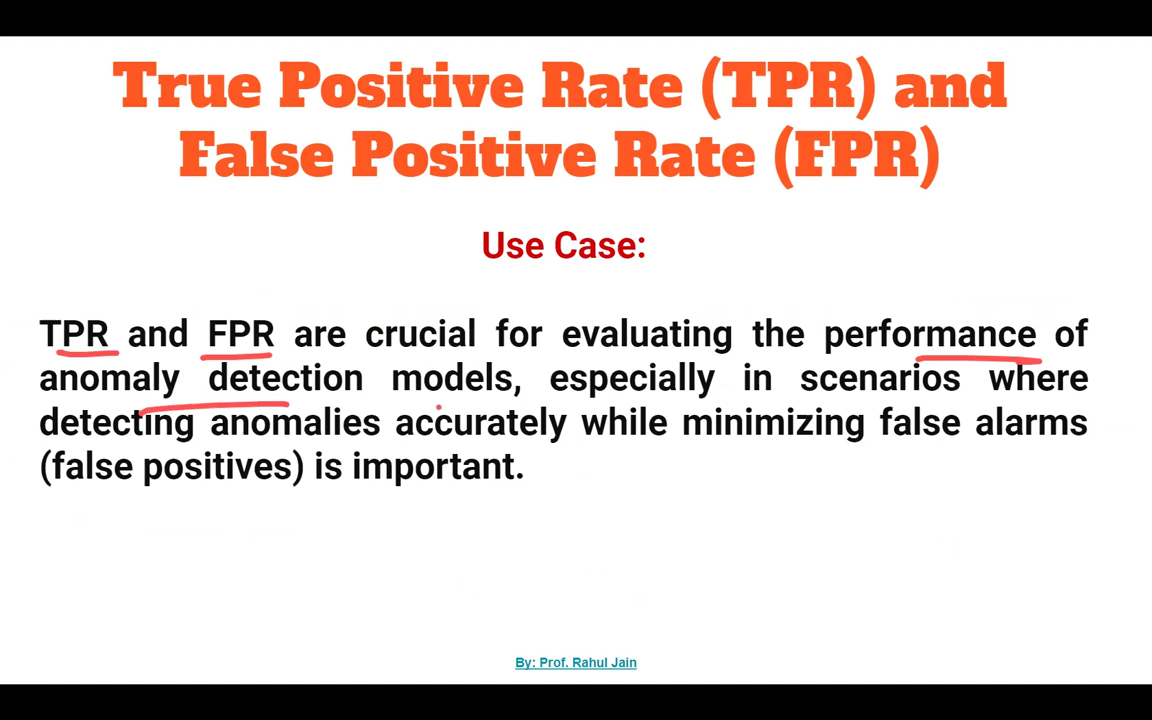 True Positive Rate (TPR) and
False Positive Rate (FPR)
Use Case:
TPR and FPR are crucial for evaluating the performance of
anomaly detection models, especially in scenarios where
detecting anomalies accurately while minimizing false alarms
(false positives) is important.
By: Prof. Rahul Jain